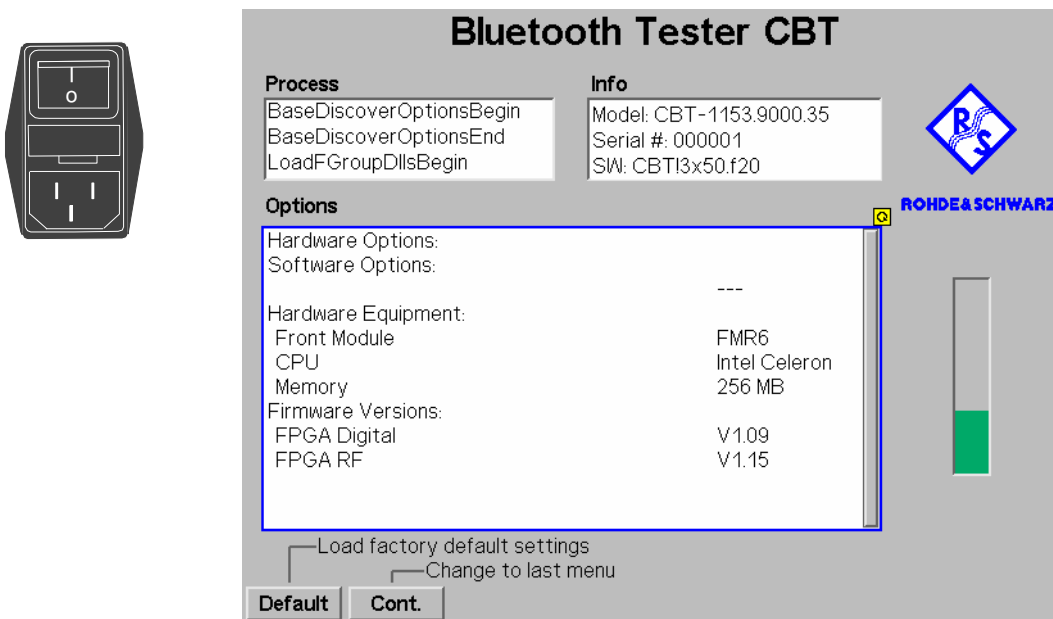 I
O
Bluetooth Tester CBT
Process
BaseDiscoverOptionsBegin
BaseDiscoverOptionsEnd
LoadFGroupDllsBegin
Info
Model: CBT-1153.9000.35
Serial #: 000001
SW: CBT!3x50.f20
R S
ROHDE&SCHWARZ
Options
Hardware Options:
Software Options:
---
Hardware Equipment:
Front Module FMR6
CPU Intel Celeron
Memory 256 MB
Firmware Versions:
FPGA Digital V1.09
FPGA RF V1.15
Load factory default settings
Change to last menu
Default Cont.